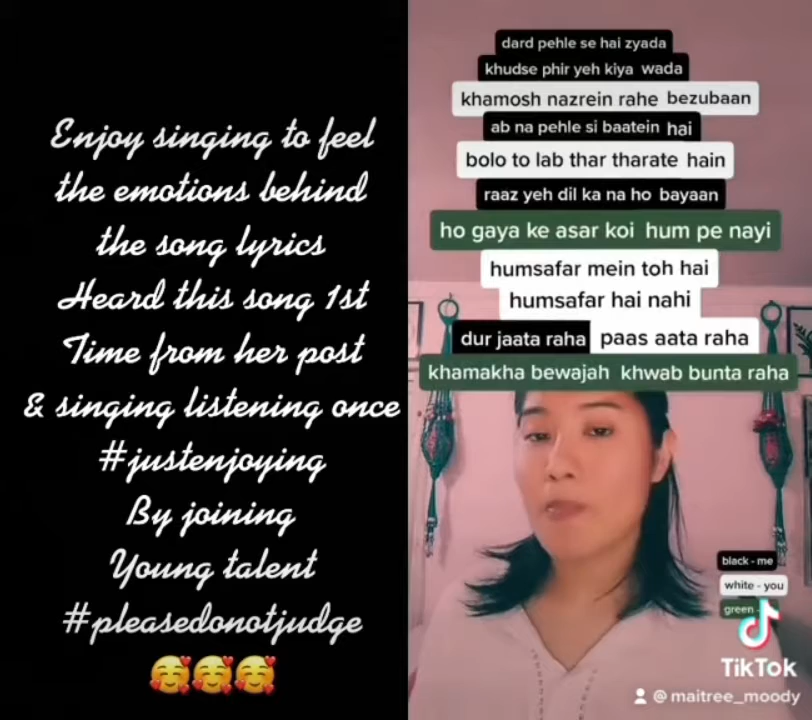 Enjoy singing to feel
the emotions behind
the song lyrics
Heard this song 1st
Time from her post
& singing listening once
#justenjoying
By joining
Young talent
#pleasedonotjudge
dard pehle se hai zyada
khudse phir yeh kiya wada
khamosh nazrein rahe bezubaan
ab na pehle si baatein hai
bolo to lab thar tharate hain
raaz yeh dil ka na ho bayaan
ho gaya ke asar koi hum pe nayi
humsafar mein toh hai
humsafar hai nahi
dur jaata raha paas aata raha
khamakha bewajah khwab bunta raha
black - me
white - you
green -
TikTok
@maitree_moody